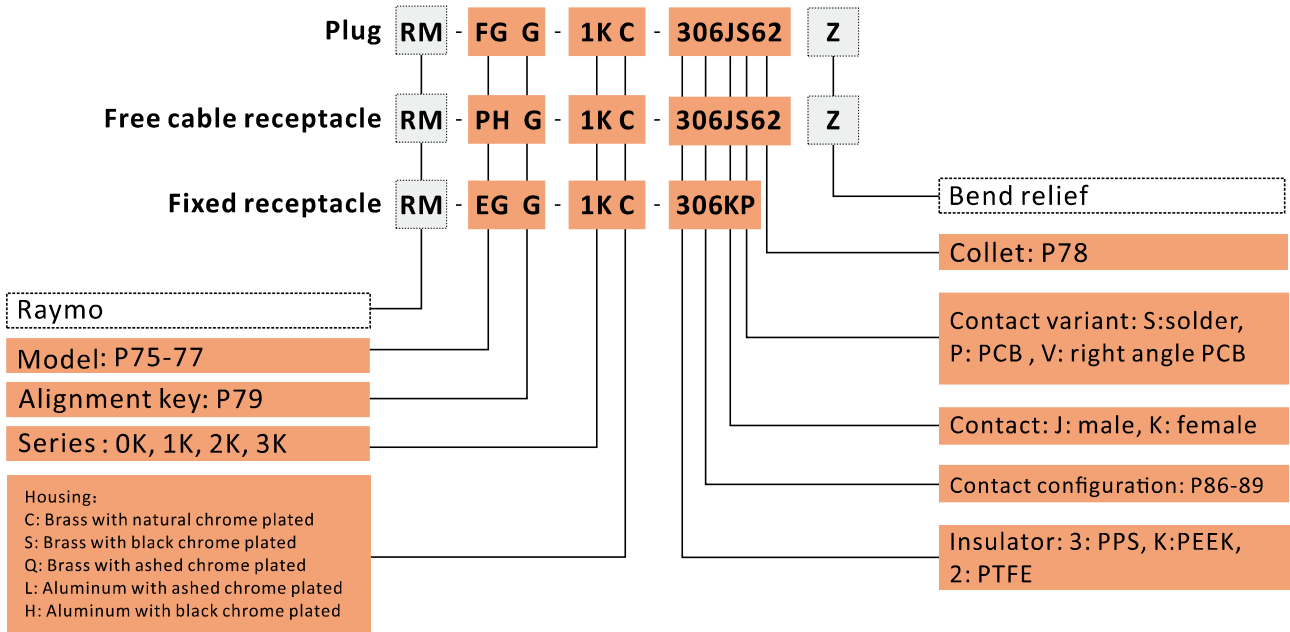 Plug RM - FG G - 1K C - 306JS62 Z
Free cable receptacle RM - PH G - 1K C - 306JS62 Z
Fixed receptacle RM - EG G - 1K C - 306KP
Raymo
Model: P75-77
Alignment key: P79
Series : 0K, 1K, 2K, 3K
Housing：
C: Brass with natural chrome plated
S: Brass with black chrome plated
Q: Brass with ashed chrome plated
L: Aluminum with ashed chrome plated
H: Aluminum with black chrome plated
Bend relief
Collet: P78
Contact variant: S:solder,
P: PCB , V: right angle PCB
Contact: J: male, K: female
Contact configuration: P86-89
Insulator: 3: PPS, K:PEEK,
2: PTFE